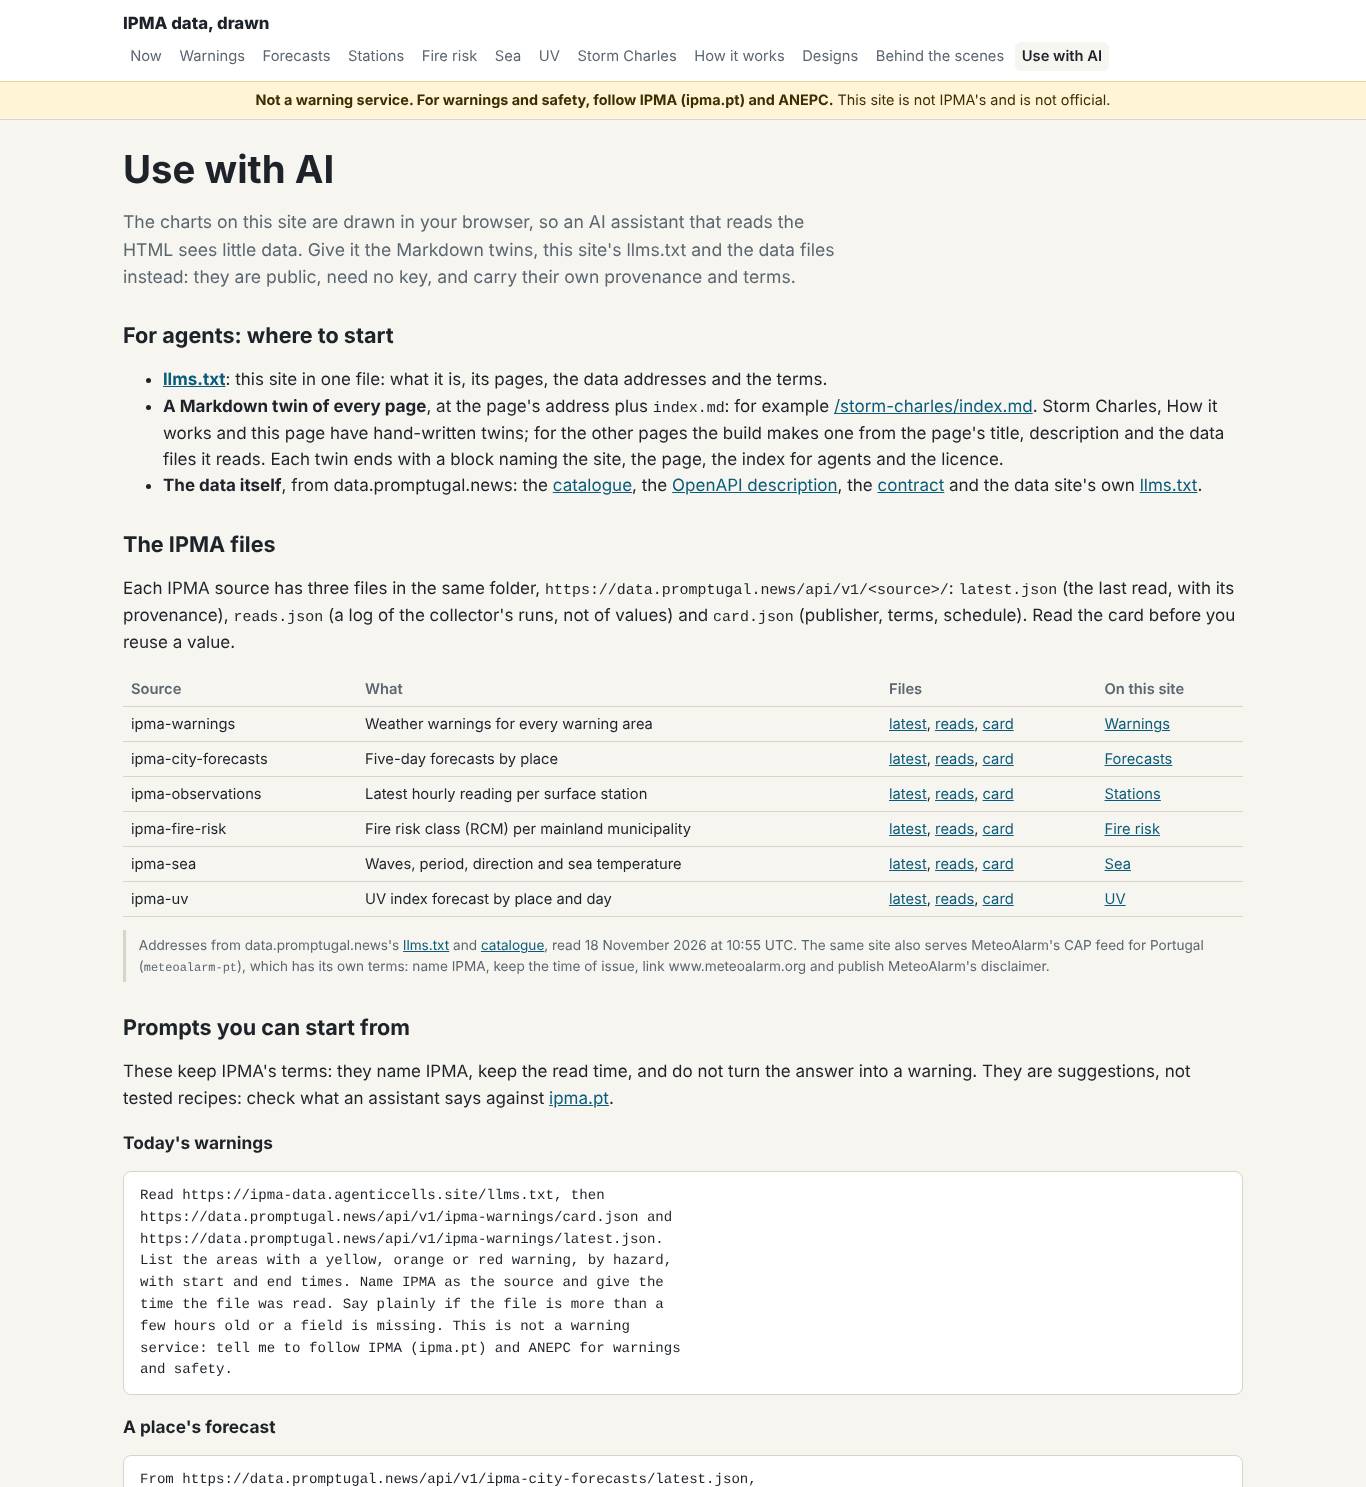 IPMA data, drawn
Now Warnings Forecasts Stations Fire risk Sea UV Storm Charles How it works Designs Behind the scenes Use with AI
Not a warning service. For warnings and safety, follow IPMA (ipma.pt) and ANEPC. This site is not IPMA's and is not official.
Use with AI
The charts on this site are drawn in your browser, so an AI assistant that reads the
HTML sees little data. Give it the Markdown twins, this site's llms.txt and the data files
instead: they are public, need no key, and carry their own provenance and terms.
For agents: where to start
• llms.txt: this site in one file: what it is, its pages, the data addresses and the terms.
• A Markdown twin of every page, at the page's address plus index.md: for example /storm-charles/index.md. Storm Charles, How it
works and this page have hand-written twins; for the other pages the build makes one from the page's title, description and the data
files it reads. Each twin ends with a block naming the site, the page, the index for agents and the licence.
• The data itself, from data.promptugal.news: the catalogue, the OpenAPI description, the contract and the data site's own llms.txt.
The IPMA files
Each IPMA source has three files in the same folder, https://data.promptugal.news/api/v1/<source>/: latest.json (the last read, with its
provenance), reads.json (a log of the collector's runs, not of values) and card.json (publisher, terms, schedule). Read the card before you
reuse a value.
Source What Files On this site
ipma-warnings Weather warnings for every warning area latest, reads, card Warnings
ipma-city-forecasts Five-day forecasts by place latest, reads, card Forecasts
ipma-observations Latest hourly reading per surface station latest, reads, card Stations
ipma-fire-risk Fire risk class (RCM) per mainland municipality latest, reads, card Fire risk
ipma-sea Waves, period, direction and sea temperature latest, reads, card Sea
ipma-uv UV index forecast by place and day latest, reads, card UV
Addresses from data.promptugal.news's llms.txt and catalogue, read 18 November 2026 at 10:55 UTC. The same site also serves MeteoAlarm's CAP feed for Portugal
(meteoalarm-pt), which has its own terms: name IPMA, keep the time of issue, link www.meteoalarm.org and publish MeteoAlarm's disclaimer.
Prompts you can start from
These keep IPMA's terms: they name IPMA, keep the read time, and do not turn the answer into a warning. They are suggestions, not
tested recipes: check what an assistant says against ipma.pt.
Today's warnings
Read https://ipma-data.agenticcells.site/llms.txt, then
https://data.promptugal.news/api/v1/ipma-warnings/card.json and
https://data.promptugal.news/api/v1/ipma-warnings/latest.json.
List the areas with a yellow, orange or red warning, by hazard,
with start and end times. Name IPMA as the source and give the
time the file was read. Say plainly if the file is more than a
few hours old or a field is missing. This is not a warning
service: tell me to follow IPMA (ipma.pt) and ANEPC for warnings
and safety.
A place's forecast
From https://data.promptugal.news/api/v1/ipma-city-forecasts/latest.json,